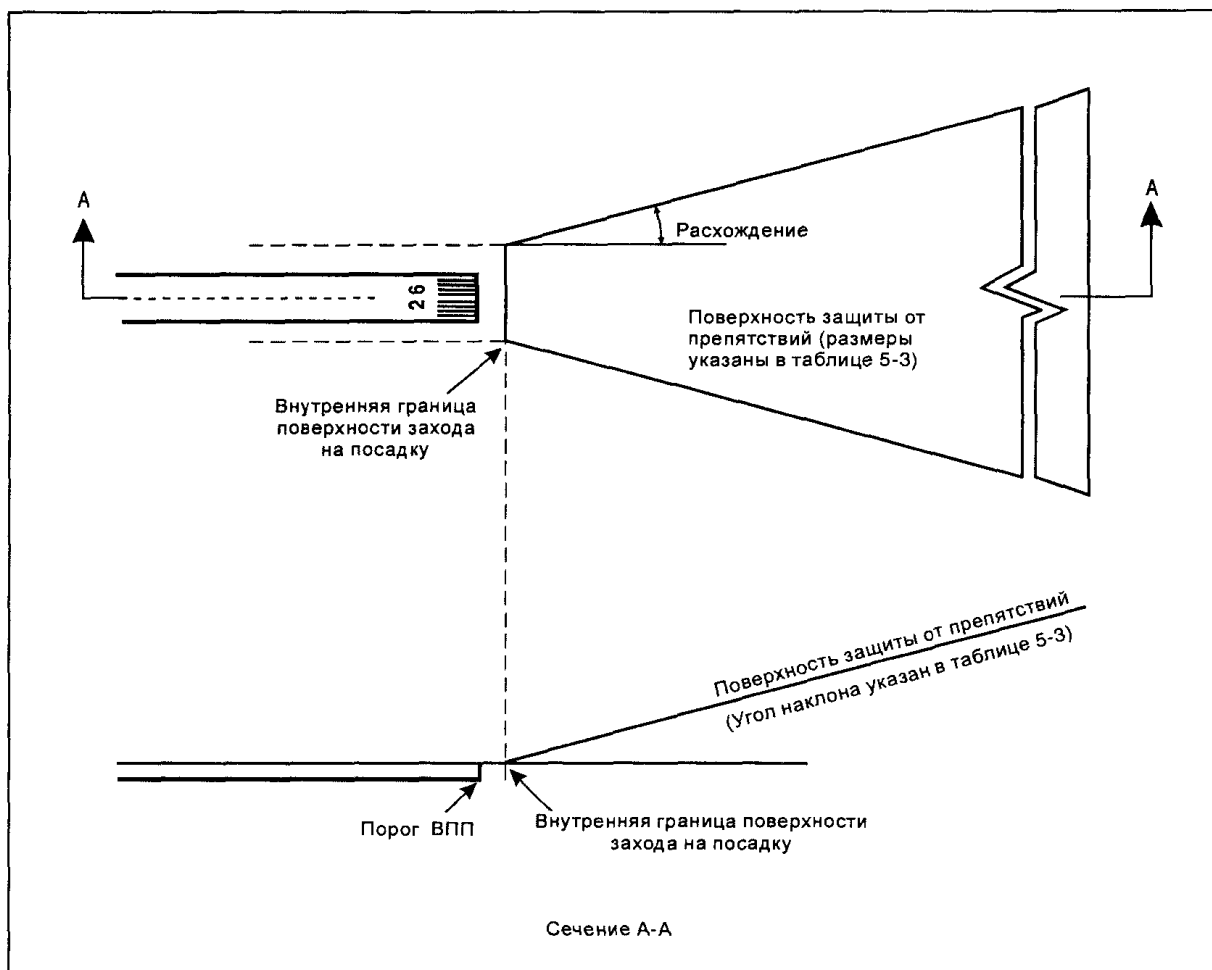 A
A
Расхождение
26
Поверхность защиты от
препятствий (размеры
указаны в таблице 5-3)
Внутренняя граница
поверхности захода
на посадку
Поверхность защиты от препятствий
(Угол наклона указан в таблице 5-3)
Порог ВПП
Внутренняя граница поверхности
захода на посадку
Сечение А-А